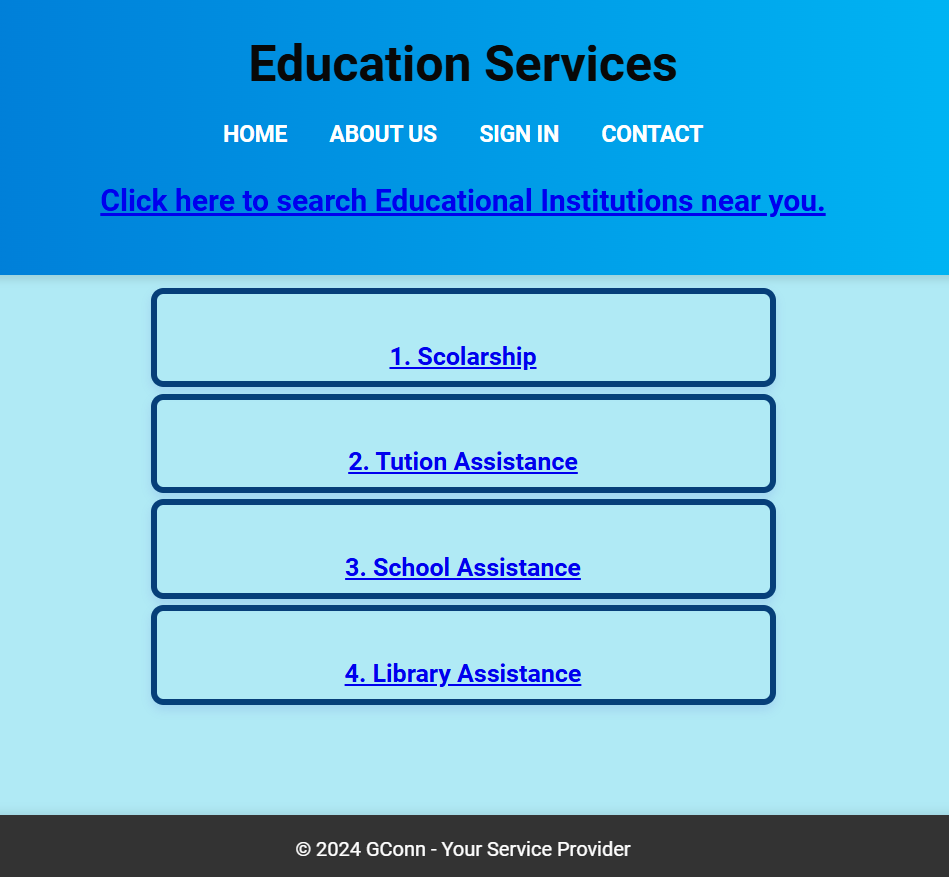 Education Services
HOME ABOUT US SIGN IN CONTACT
Click here to search Educational Institutions near you.
1. Scolarship
2. Tution Assistance
3. School Assistance
4. Library Assistance
© 2024 GConn - Your Service Provider